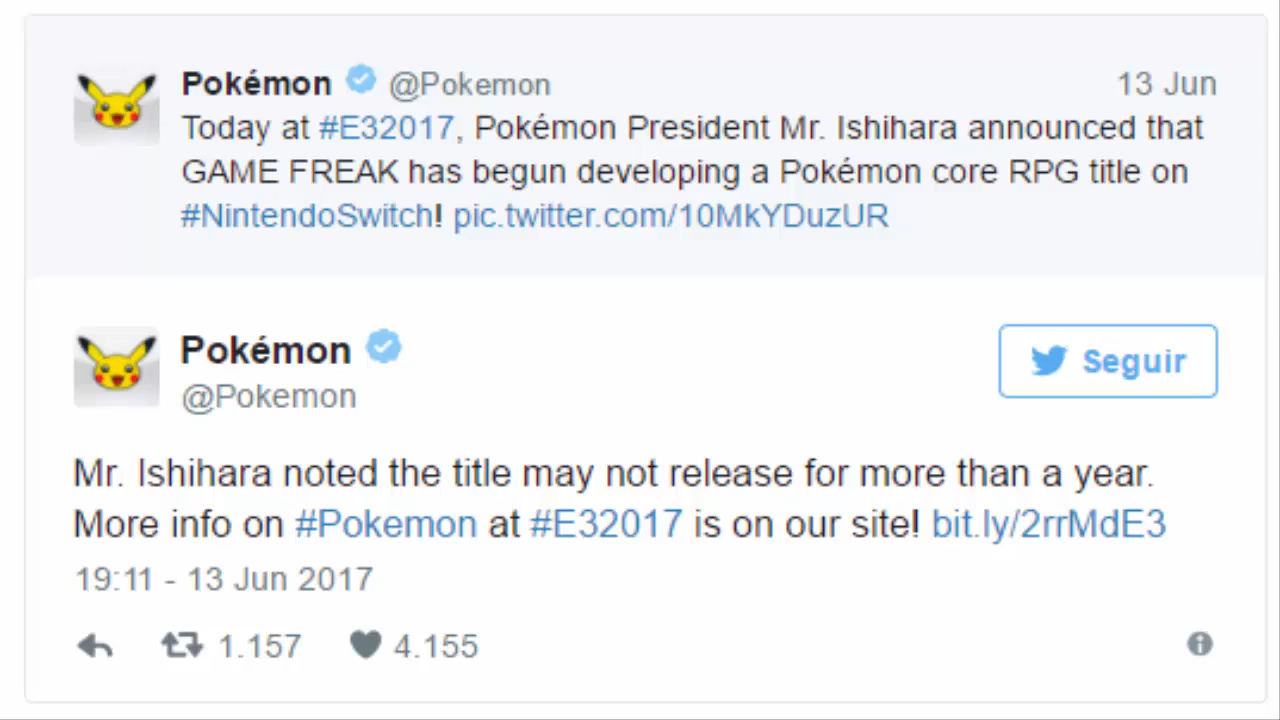 Pokémon @Pokemon 13 Jun
Today at #E32017, Pokémon President Mr. Ishihara announced that
GAME FREAK has begun developing a Pokémon core RPG title on
#NintendoSwitch! pic.twitter.com/10MkYDuzUR
Pokémon
@Pokemon
Seguir
Mr. Ishihara noted the title may not release for more than a year.
More info on #Pokemon at #E32017 is on our site! bit.ly/2rrMdE3
19:11 - 13 Jun 2017
1.157 4.155